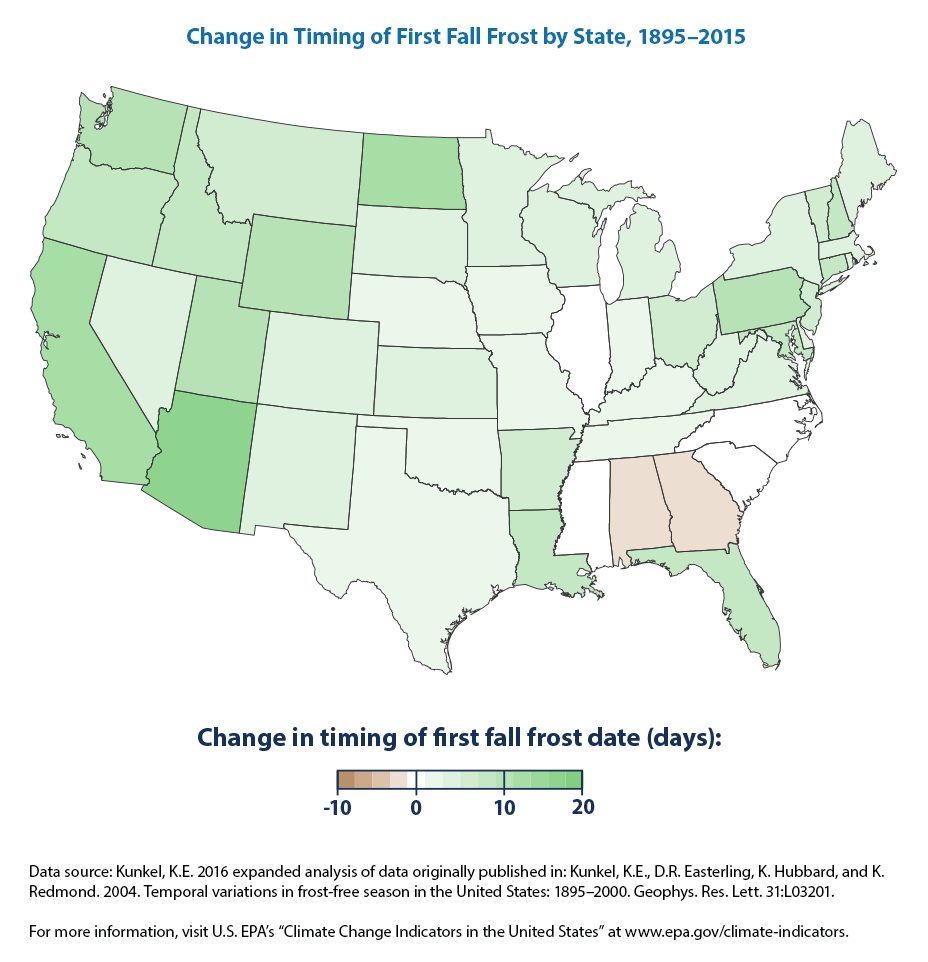 Change in Timing of First Fall Frost by State, 1895–2015
Change in timing of first fall frost date (days):
-10 0 10 20
Data source: Kunkel, K.E. 2016 expanded analysis of data originally published in: Kunkel, K.E., D.R. Easterling, K. Hubbard, and K.
Redmond. 2004. Temporal variations in frost-free season in the United States: 1895–2000. Geophys. Res. Lett. 31:L03201.
For more information, visit U.S. EPA’s “Climate Change Indicators in the United States” at www.epa.gov/climate-indicators.